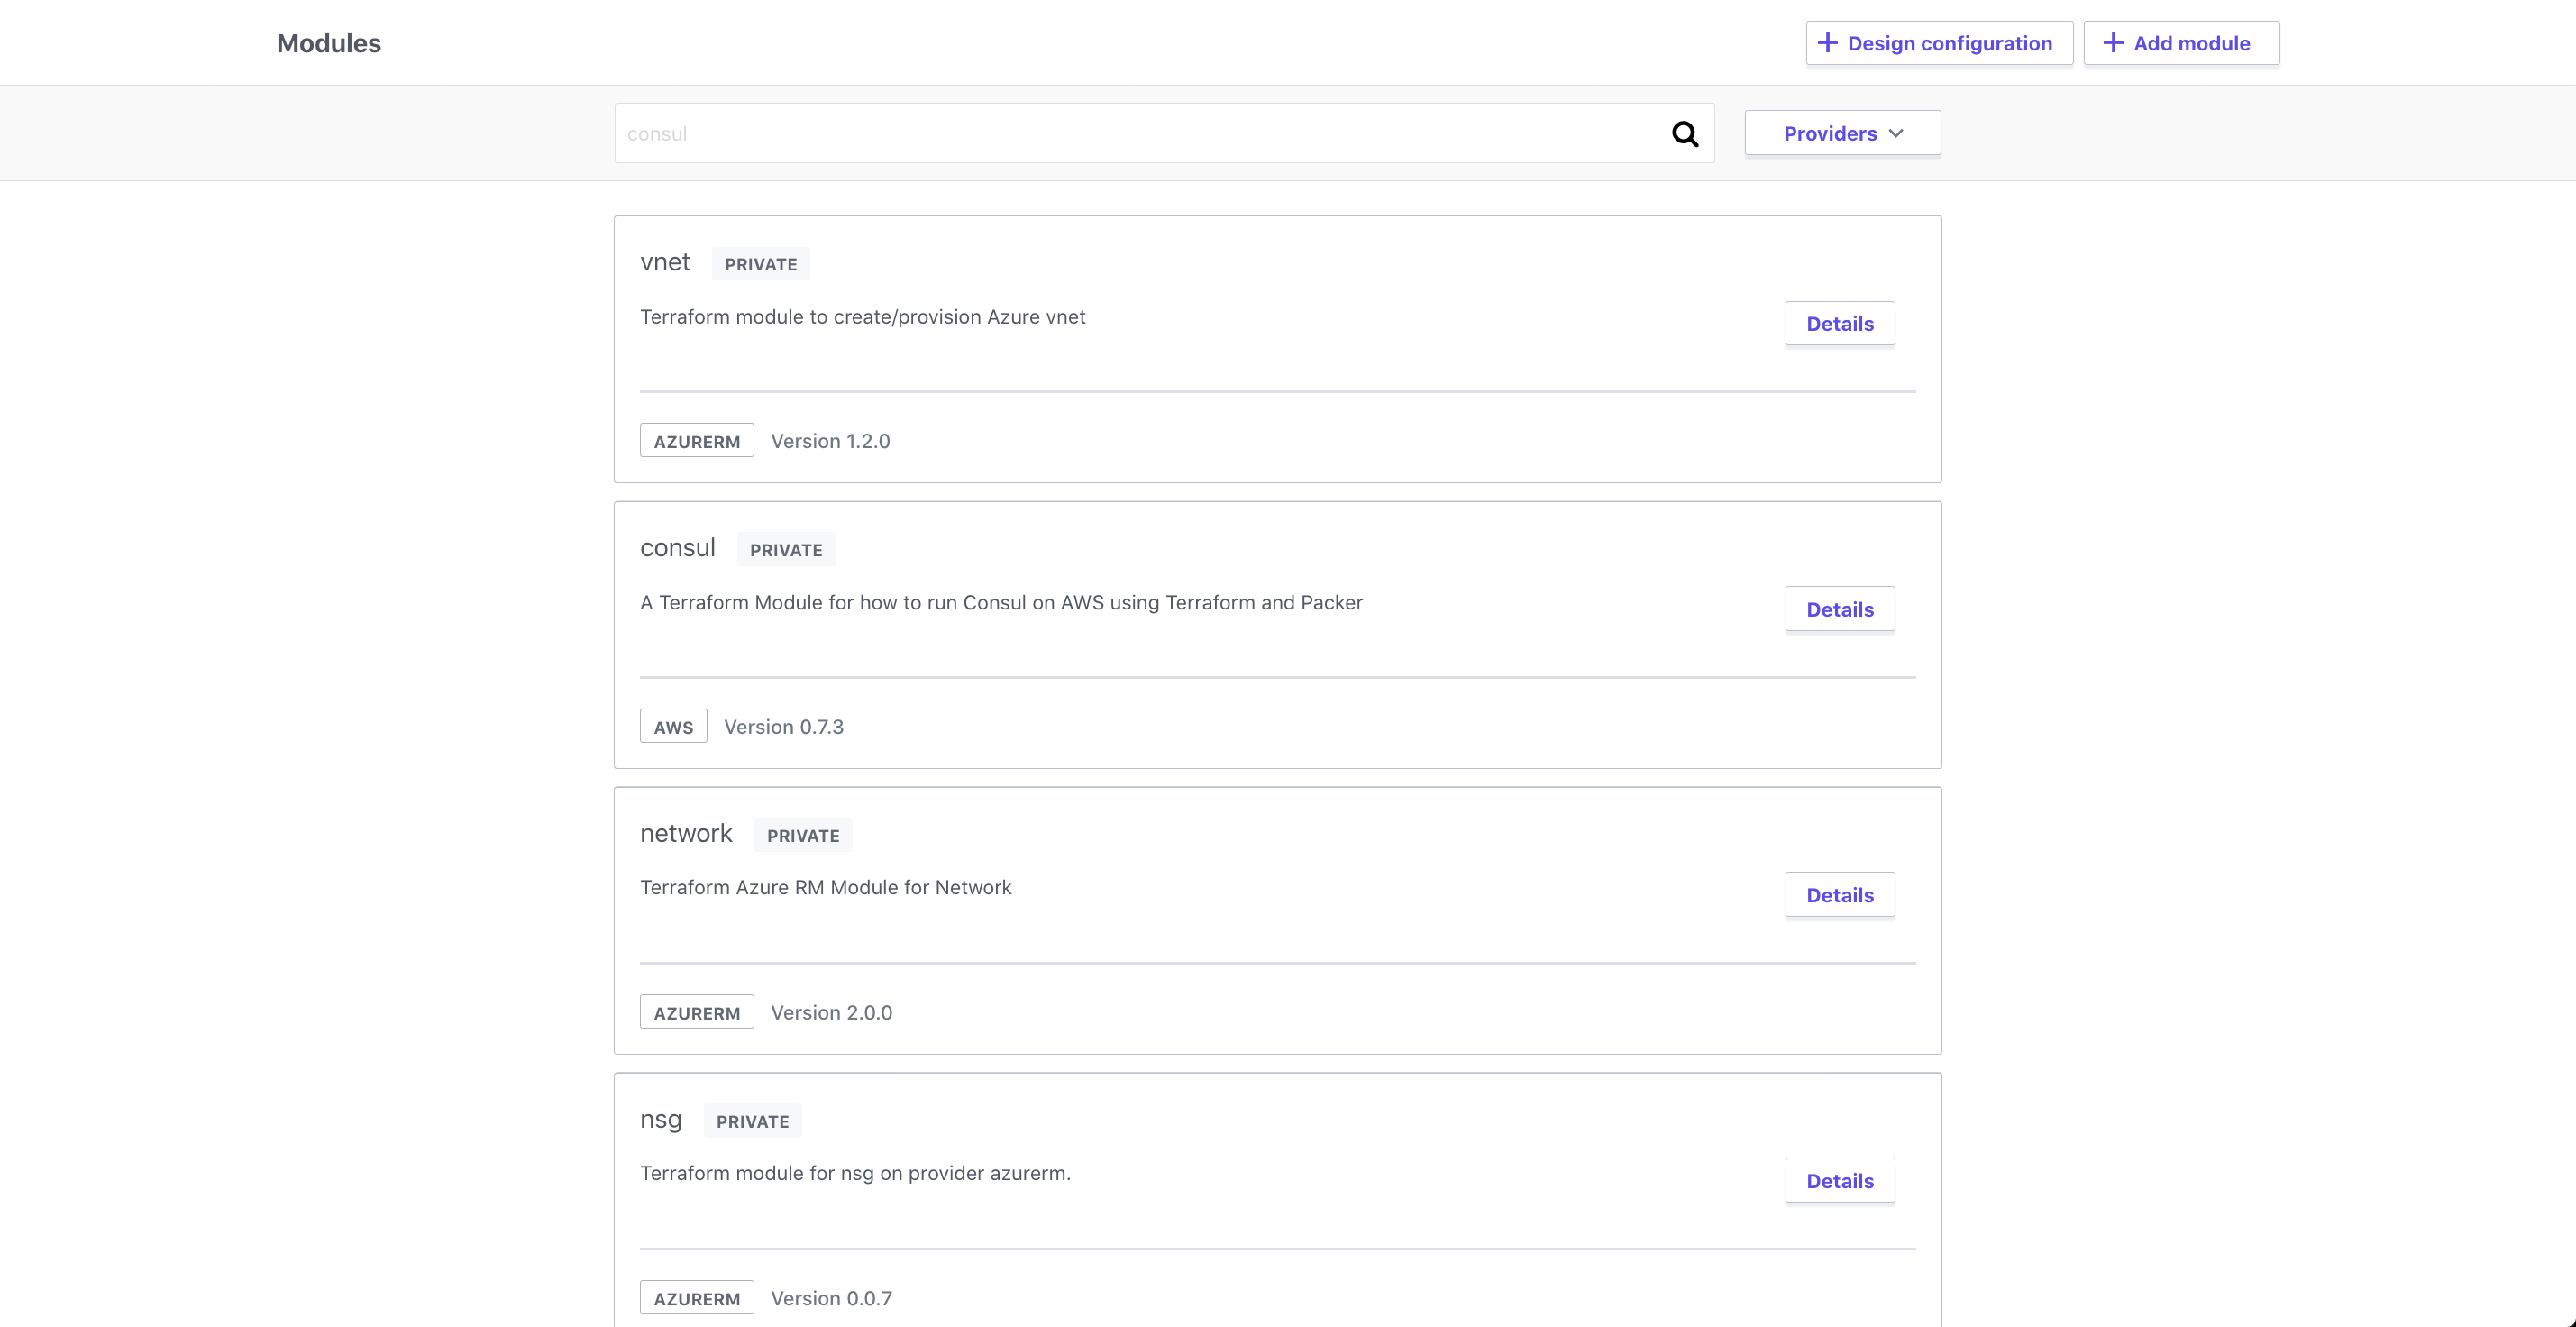 Modules
Design configuration
Add module
consul
Providers
vnet PRIVATE
Terraform module to create/provision Azure vnet
Details
AZURERM Version 1.2.0
consul PRIVATE
A Terraform Module for how to run Consul on AWS using Terraform and Packer
Details
AWS Version 0.7.3
network PRIVATE
Terraform Azure RM Module for Network
Details
AZURERM Version 2.0.0
nsg PRIVATE
Terraform module for nsg on provider azurerm.
Details
AZURERM Version 0.0.7